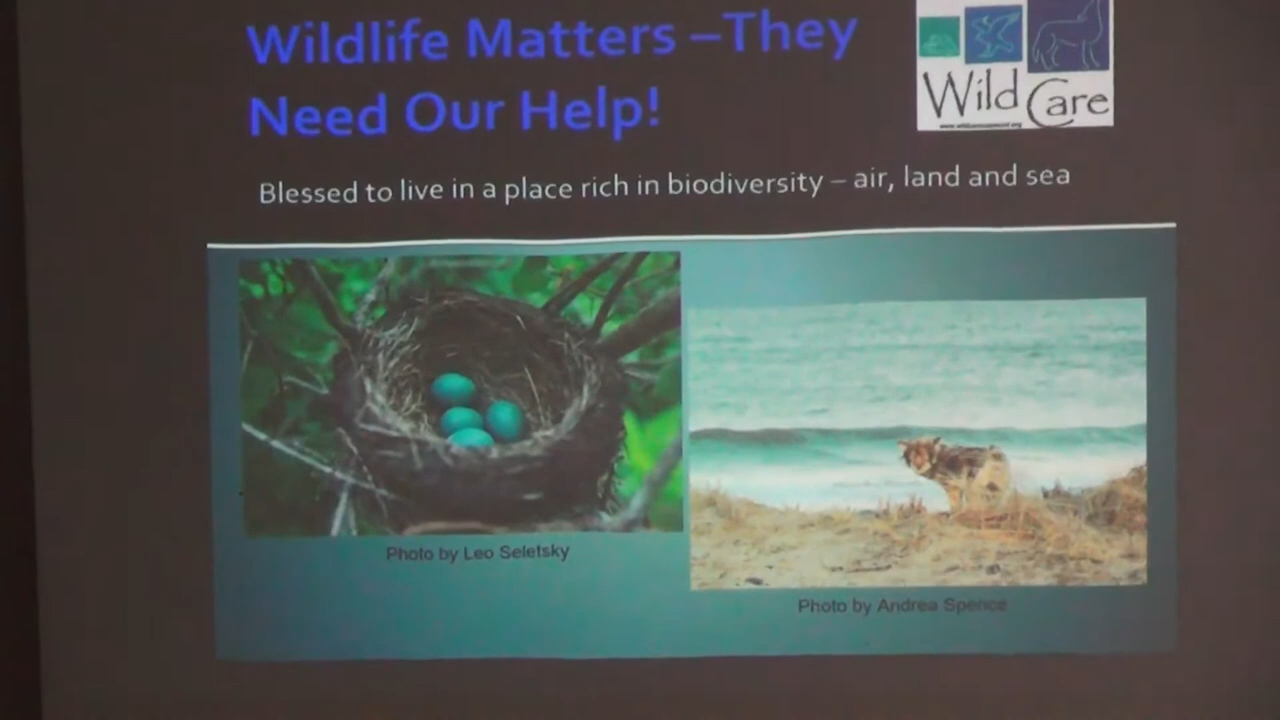 Wildlife Matters –They
Need Our Help!
Wild Care
Blessed to live in a place rich in biodiversity – air, land and sea
Photo by Leo Seletsky
Photo by Andrea Spence